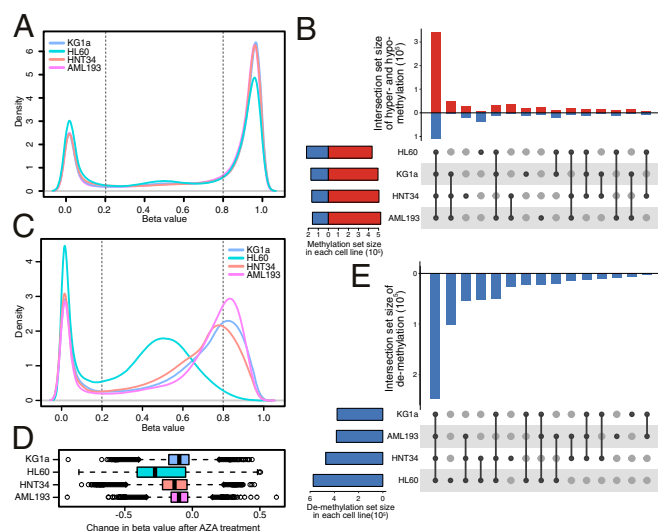 A
KG1a
HL60
HNT34
AML193
Density
0 1 2 3 4 5 6
0.0 0.2 0.4 0.6 0.8 1.0
Beta value
B
Intersection set size
of hyper- and hypo-
methylation (10⁵)
3
2
1
0
1
HL60
KG1a
HNT34
AML193
2 1 0 1 2 3 4 5
Methylation set size
in each cell line (10⁵)
C
KG1a
HL60
HNT34
AML193
Density
0 1 2 3 4
0.0 0.2 0.4 0.6 0.8 1.0
Beta value
D
KG1a
HL60
HNT34
AML193
-0.5 0.0 0.5
Change in beta value after AZA treatment
E
Intersection set size of
de-methylation (10⁵)
0
1
2
KG1a
AML193
HNT34
HL60
6 4 2 0
De-methylation set size
in each cell line (10⁵)